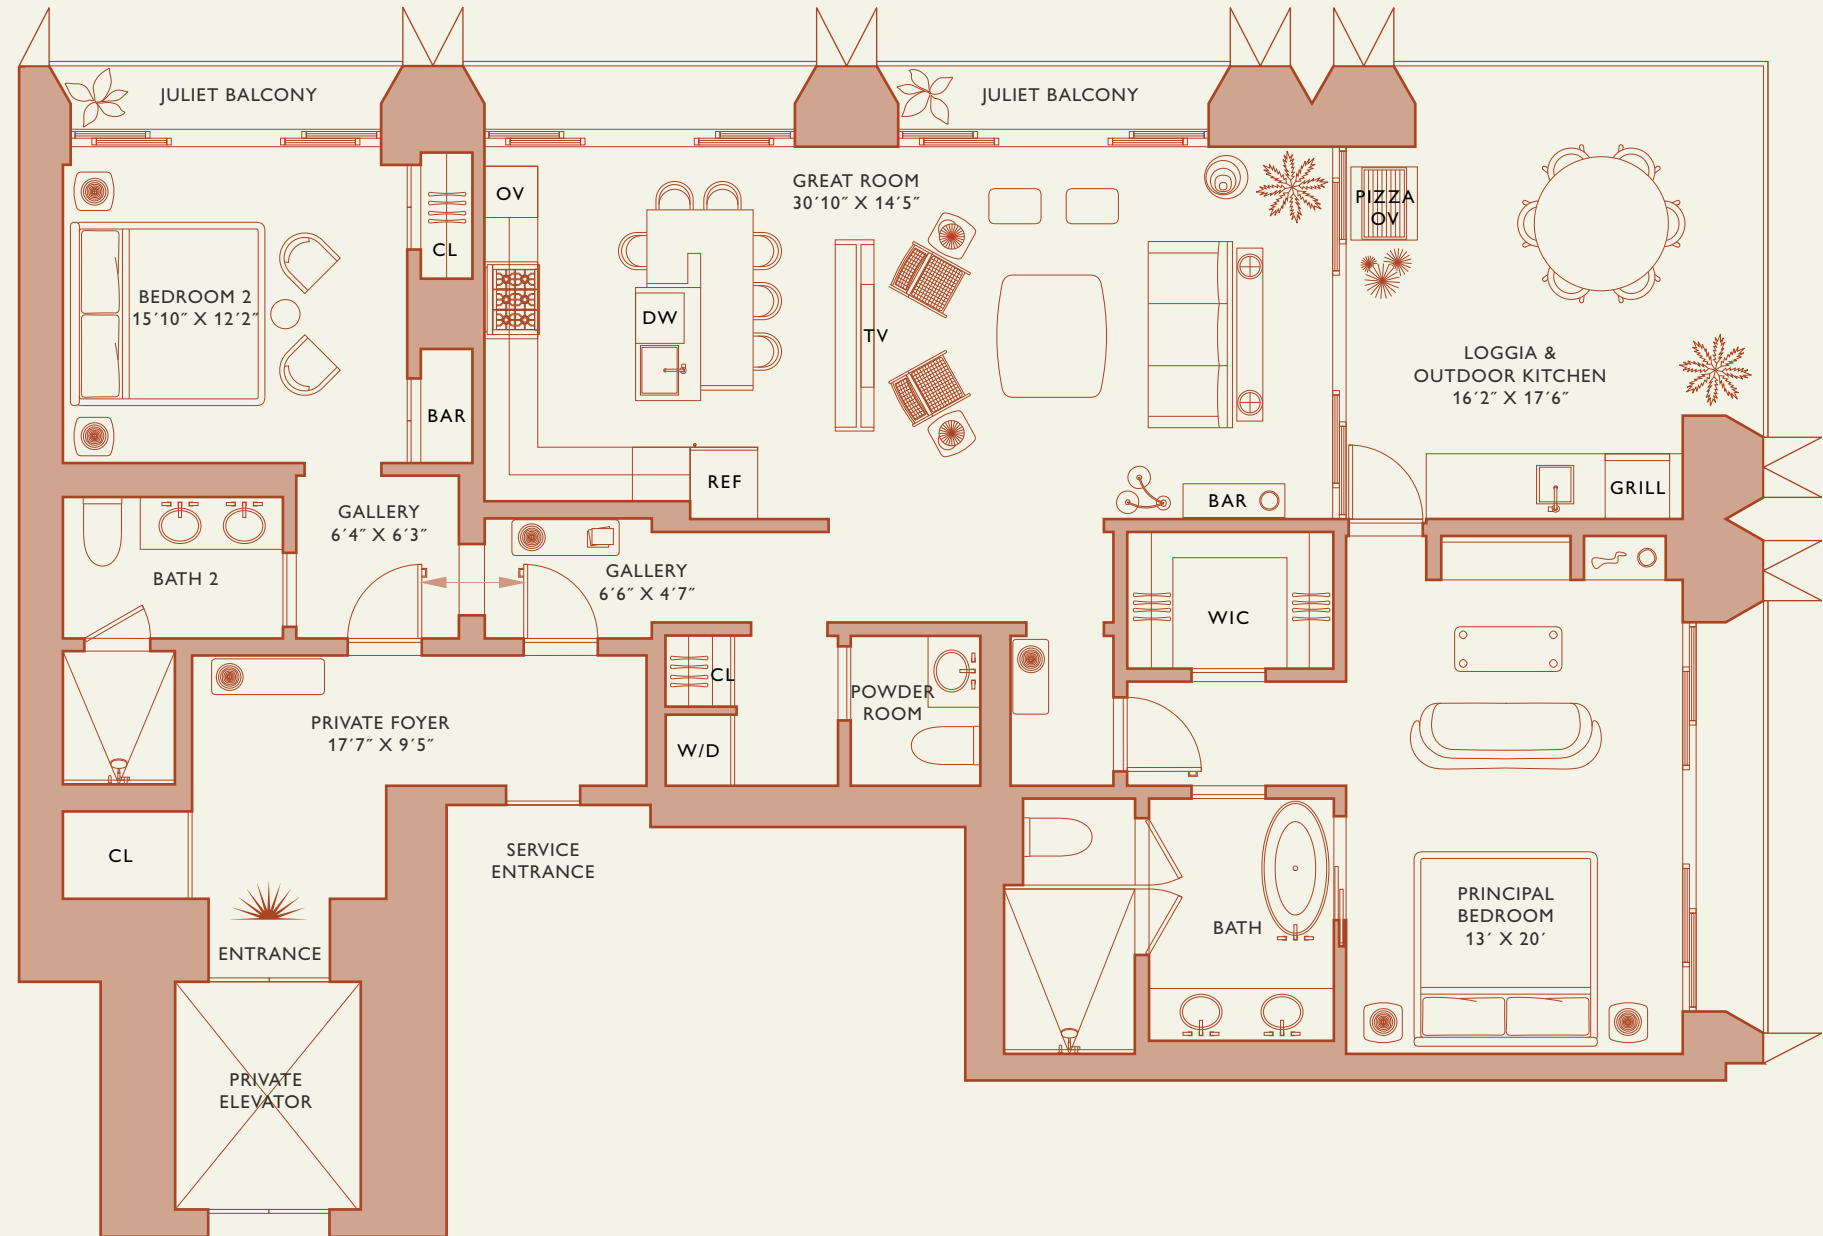 JULIET BALCONY
JULIET BALCONY
OV
GREAT ROOM
30´10˝ X 14´5˝
PIZZA
OV
CL
BEDROOM 2
15´10˝ X 12´2˝
DW
TV
LOGGIA &
OUTDOOR KITCHEN
16´2˝ X 17´6˝
BAR
REF
BAR
GRILL
GALLERY
6´4˝ X 6´3˝
BATH 2
GALLERY
6´6˝ X 4´7˝
WIC
CL
POWDER
ROOM
PRIVATE FOYER
17´7˝ X 9´5˝
W/D
CL
SERVICE
ENTRANCE
PRINCIPAL
BEDROOM
13´ X 20´
BATH
ENTRANCE
PRIVATE
ELEVATOR